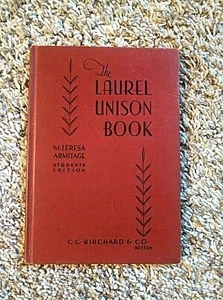 The
LAUREL
UNISON
BOOK
M·TERESA
ARMITAGE
STUDENTS
EDITION
C·C·BIRCHARD & CO
BOSTON